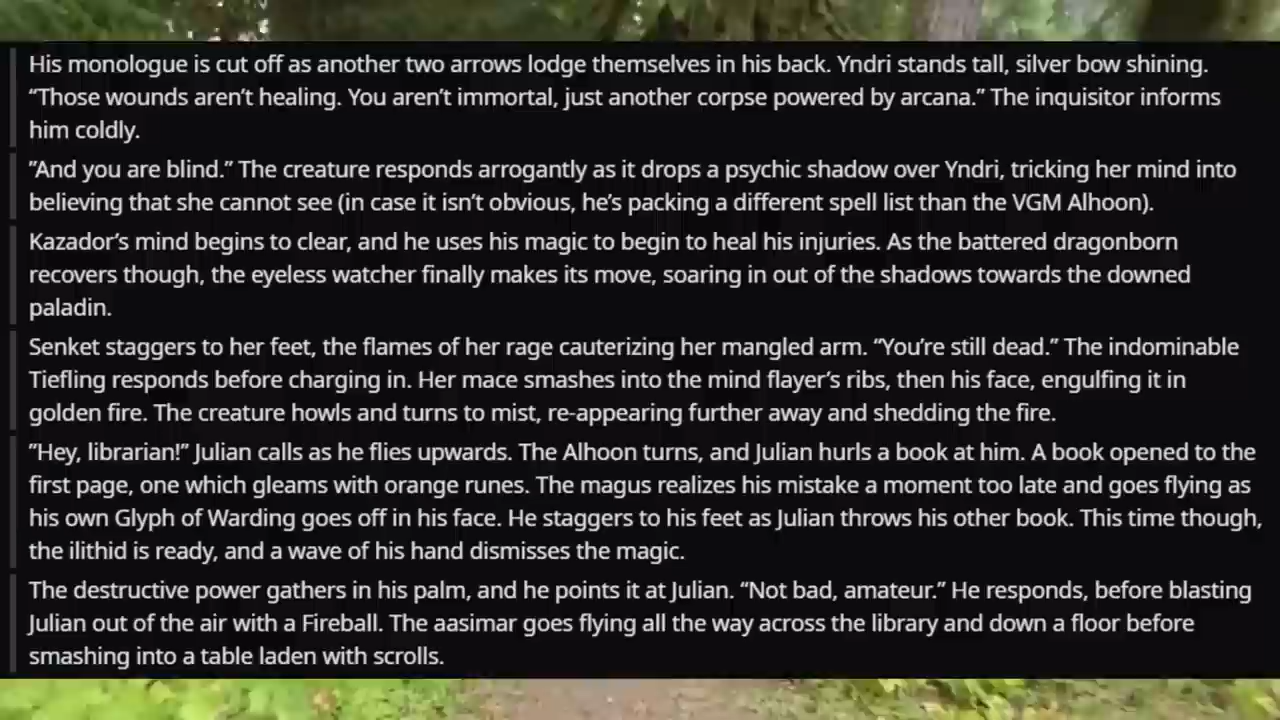 His monologue is cut off as another two arrows lodge themselves in his back. Yndri stands tall, silver bow shining.
“Those wounds aren’t healing. You aren’t immortal, just another corpse powered by arcana.” The inquisitor informs
him coldly.
”And you are blind.” The creature responds arrogantly as it drops a psychic shadow over Yndri, tricking her mind into
believing that she cannot see (in case it isn’t obvious, he’s packing a different spell list than the VGM Alhoon).
Kazador’s mind begins to clear, and he uses his magic to begin to heal his injuries. As the battered dragonborn
recovers though, the eyeless watcher finally makes its move, soaring in out of the shadows towards the downed
paladin.
Senket staggers to her feet, the flames of her rage cauterizing her mangled arm. “You’re still dead.” The indominable
Tiefling responds before charging in. Her mace smashes into the mind flayer’s ribs, then his face, engulfing it in
golden fire. The creature howls and turns to mist, re-appearing further away and shedding the fire.
”Hey, librarian!” Julian calls as he flies upwards. The Alhoon turns, and Julian hurls a book at him. A book opened to the
first page, one which gleams with orange runes. The magus realizes his mistake a moment too late and goes flying as
his own Glyph of Warding goes off in his face. He staggers to his feet as Julian throws his other book. This time though,
the ilithid is ready, and a wave of his hand dismisses the magic.
The destructive power gathers in his palm, and he points it at Julian. “Not bad, amateur.” He responds, before blasting
Julian out of the air with a Fireball. The aasimar goes flying all the way across the library and down a floor before
smashing into a table laden with scrolls.